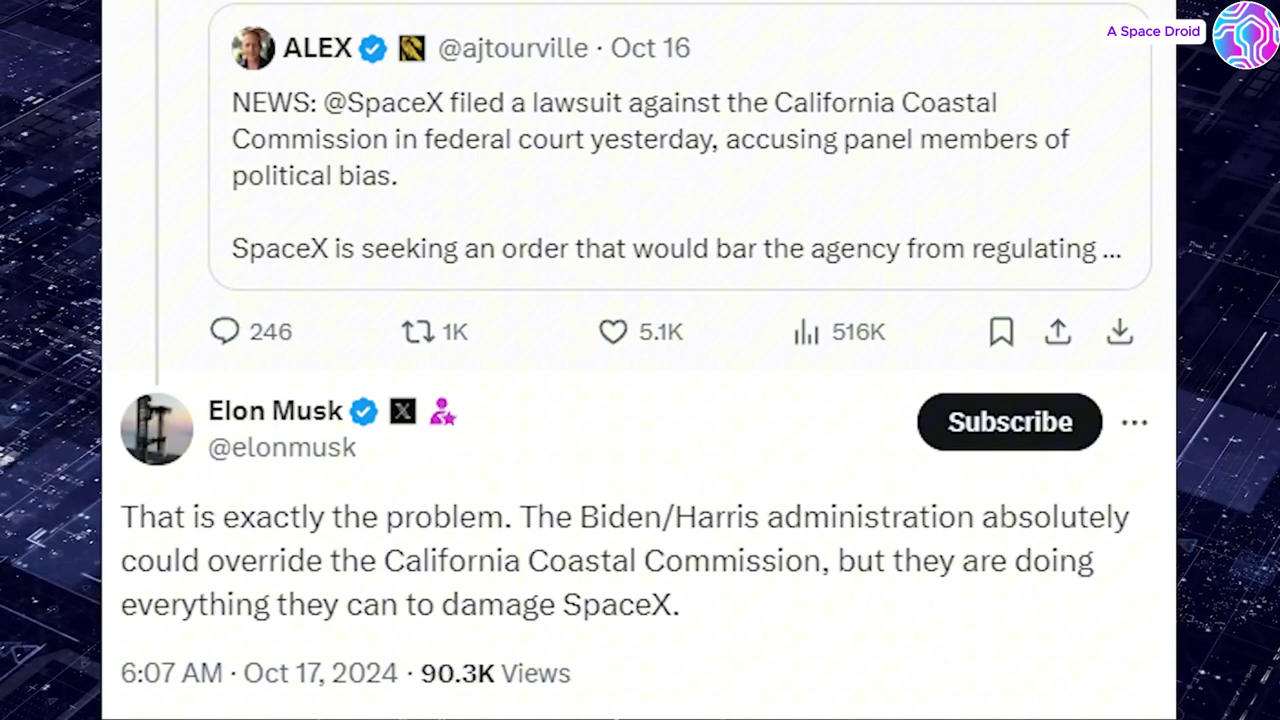 A Space Droid
ALEX @ajtourville · Oct 16
NEWS: @SpaceX filed a lawsuit against the California Coastal
Commission in federal court yesterday, accusing panel members of
political bias.
SpaceX is seeking an order that would bar the agency from regulating ...
246 1K 5.1K 516K
Elon Musk
@elonmusk
Subscribe
That is exactly the problem. The Biden/Harris administration absolutely
could override the California Coastal Commission, but they are doing
everything they can to damage SpaceX.
6:07 AM · Oct 17, 2024 · 90.3K Views